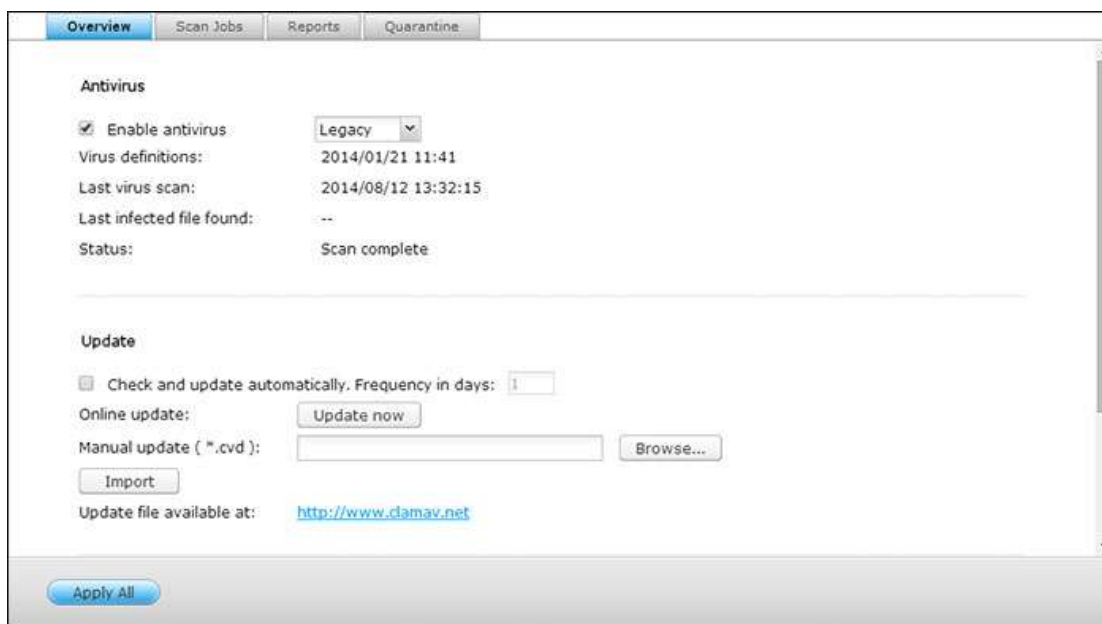 Overview Scan Jobs Reports Quarantine
Antivirus
Enable antivirus Legacy
Virus definitions: 2014/01/21 11:41
Last virus scan: 2014/08/12 13:32:15
Last infected file found: --
Status: Scan complete
Update
Check and update automatically. Frequency in days: 1
Online update: Update now
Manual update ( *.cvd ): Browse...
Import
Update file available at: http://www.clamav.net
Apply All